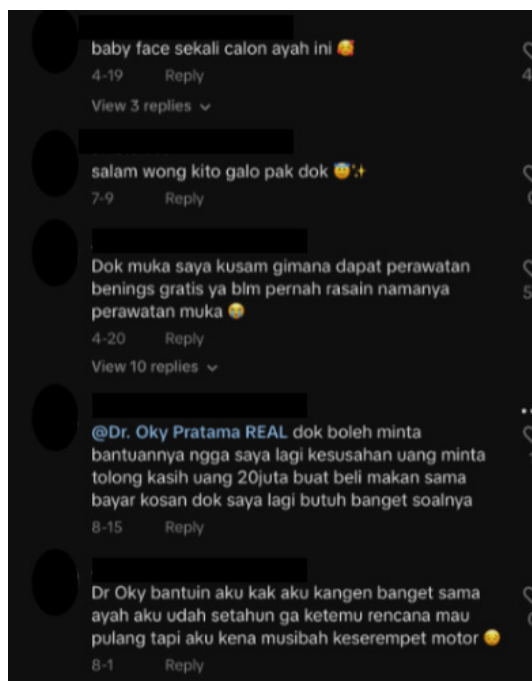 baby face sekali calon ayah ini 🥰
4-19 Reply
4
View 3 replies
salam wong kito galo pak dok 😇✨
7-9 Reply
Dok muka saya kusam gimana dapat perawatan
benings gratis ya blm pernah rasain namanya
perawatan muka 😭
4-20 Reply
5
View 10 replies
@Dr. Oky Pratama REAL dok boleh minta
bantuannya ngga saya lagi kesusahan uang minta
tolong kasih uang 20juta buat beli makan sama
bayar kosan dok saya lagi butuh banget soalnya
8-15 Reply
Dr Oky bantuin aku kak aku kangen banget sama
ayah aku udah setahun ga ketemu rencana mau
pulang tapi aku kena musibah keserempet motor 😔
8-1 Reply